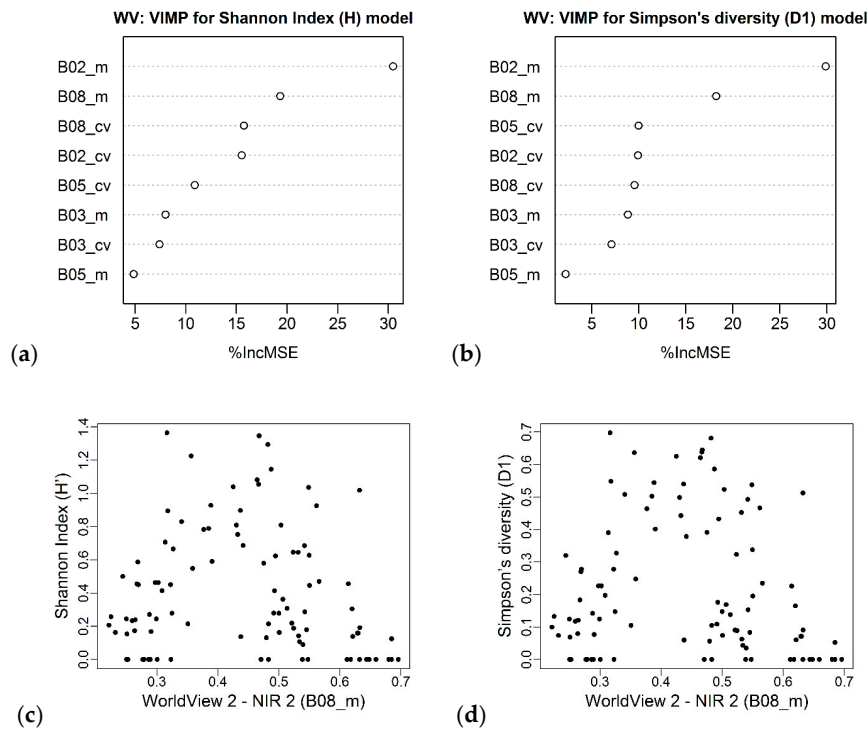 WV: VIMP for Shannon Index (H) model
B02_m
B08_m
B08_cv
B02_cv
B05_cv
B03_m
B03_cv
B05_m
5 10 15 20 25 30
%IncMSE
(a)
WV: VIMP for Simpson's diversity (D1) model
B02_m
B08_m
B05_cv
B02_cv
B08_cv
B03_m
B03_cv
B05_m
5 10 15 20 25 30
%IncMSE
(b)
Shannon Index (H')
0.0 0.2 0.4 0.6 0.8 1.0 1.2 1.4
0.3 0.4 0.5 0.6 0.7
WorldView 2 - NIR 2 (B08_m)
(c)
Simpson's diversity (D1)
0.0 0.1 0.2 0.3 0.4 0.5 0.6 0.7
0.3 0.4 0.5 0.6 0.7
WorldView 2 - NIR 2 (B08_m)
(d)